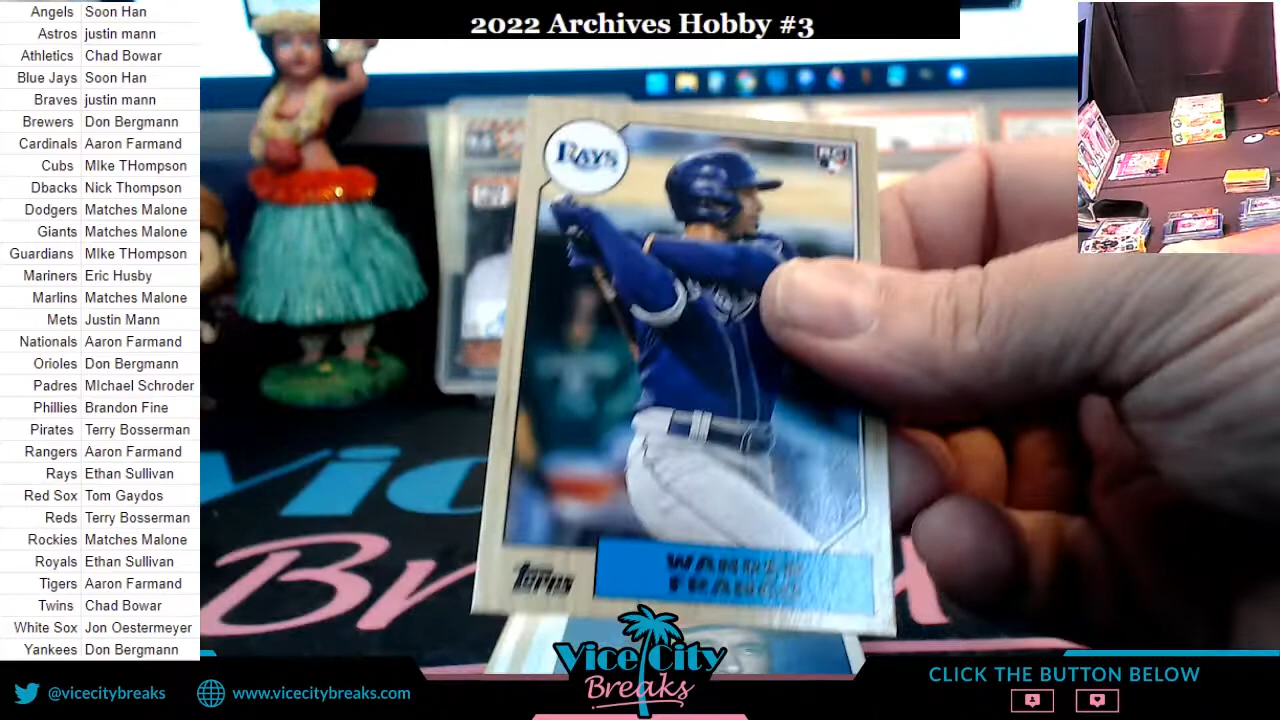 2022 Archives Hobby #3
Angels Soon Han
Astros justin mann
Athletics Chad Bowar
Blue Jays Soon Han
Braves justin mann
Brewers Don Bergmann
Cardinals Aaron Farmand
Cubs MIke Thompson
Dbacks Nick Thompson
Dodgers Matches Malone
Giants Matches Malone
Guardians MIke THompson
Mariners Eric Husby
Marlins Matches Malone
Mets Justin Mann
Nationals Aaron Farmand
Orioles Don Bergmann
Padres MIchael Schroder
Phillies Brandon Fine
Pirates Terry Bosserman
Rangers Aaron Farmand
Rays Ethan Sullivan
Red Sox Tom Gaydos
Reds Terry Bosserman
Rockies Matches Malone
Royals Ethan Sullivan
Tigers Aaron Farmand
Twins Chad Bowar
White Sox Jon Oestermeyer
Yankees Don Bergmann
RAYS
RC
Topps
WANDER
FRANCO
Vic
Br
Vice City
Breaks
@vicecitybreaks
www.vicecitybreaks.com
CLICK THE BUTTON BELOW